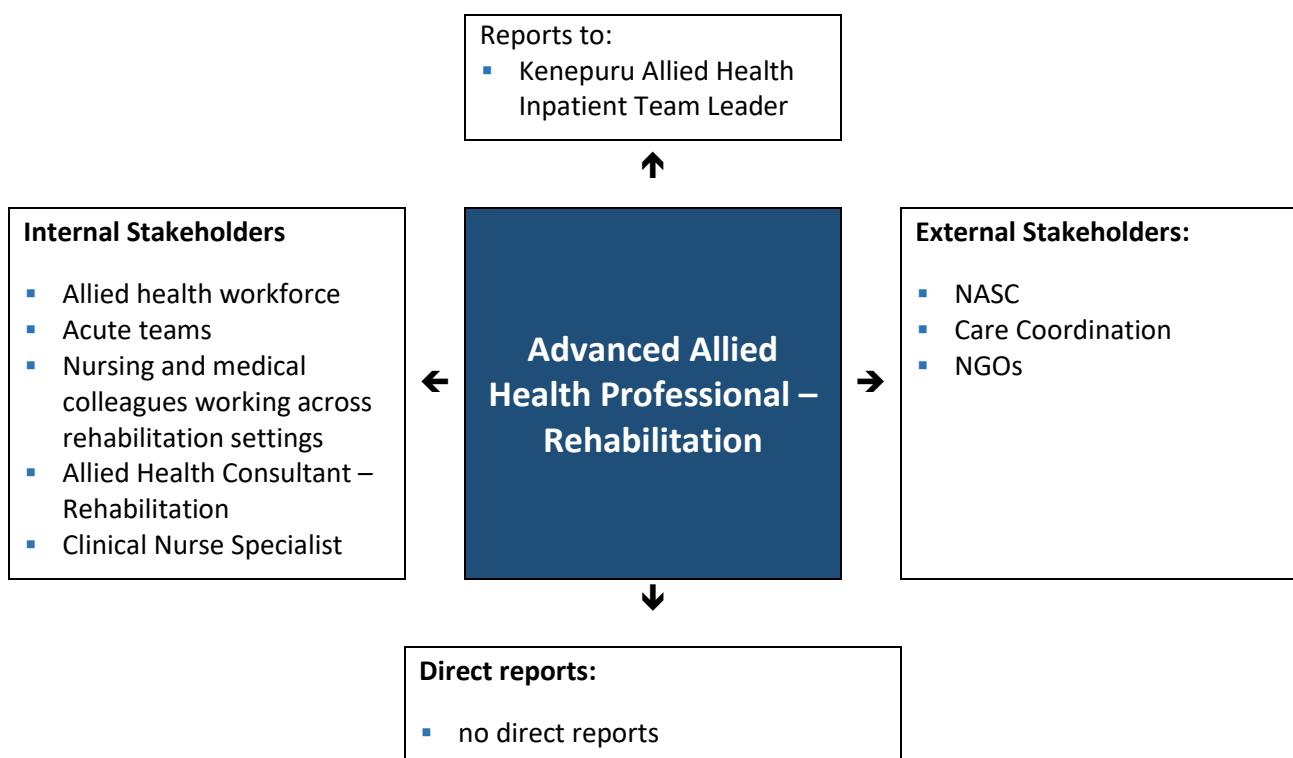 Reports to:
▪ Kenepuru Allied Health
Inpatient Team Leader
Internal Stakeholders
▪ Allied health workforce
▪ Acute teams
▪ Nursing and medical
colleagues working across
rehabilitation settings
▪ Allied Health Consultant –
Rehabilitation
▪ Clinical Nurse Specialist
Advanced Allied
Health Professional –
Rehabilitation
External Stakeholders:
▪ NASC
▪ Care Coordination
▪ NGOs
Direct reports:
▪ no direct reports